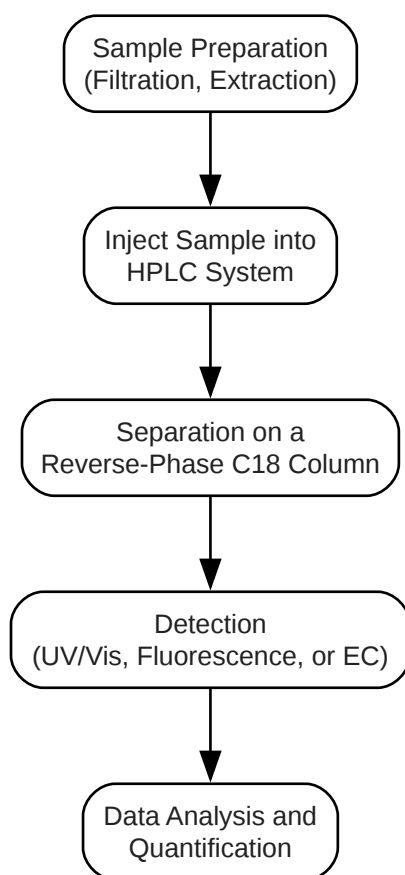 Sample Preparation
(Filtration, Extraction)
Inject Sample into
HPLC System
Separation on a
Reverse-Phase C18 Column
Detection
(UV/Vis, Fluorescence, or EC)
Data Analysis and
Quantification